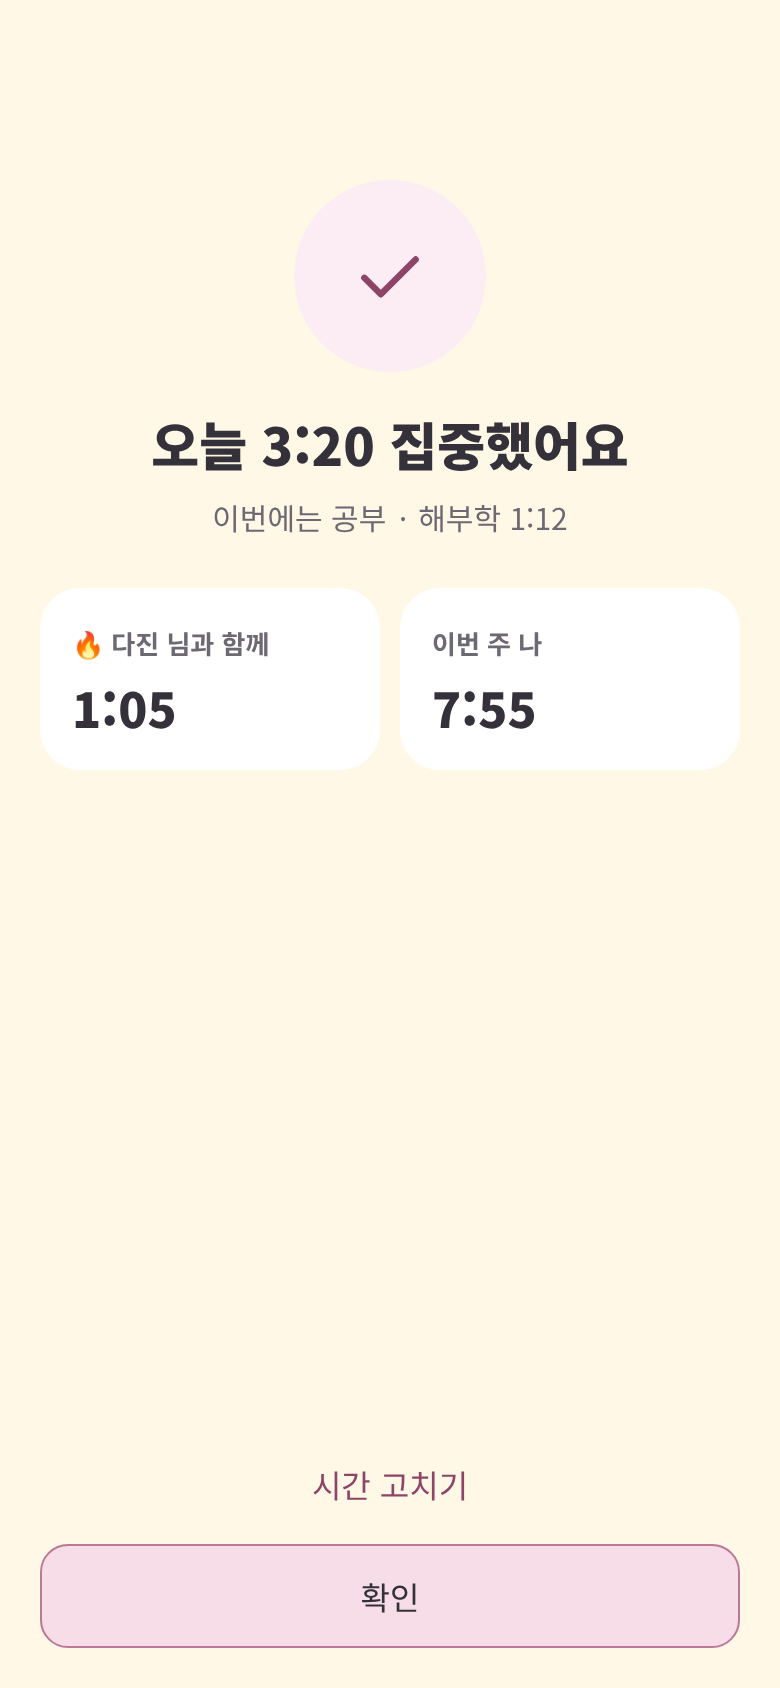 오늘 3:20 집중했어요
이번에는 공부 · 해부학 1:12
🔥 다진 님과 함께
1:05
이번 주 나
7:55
시간 고치기
확인